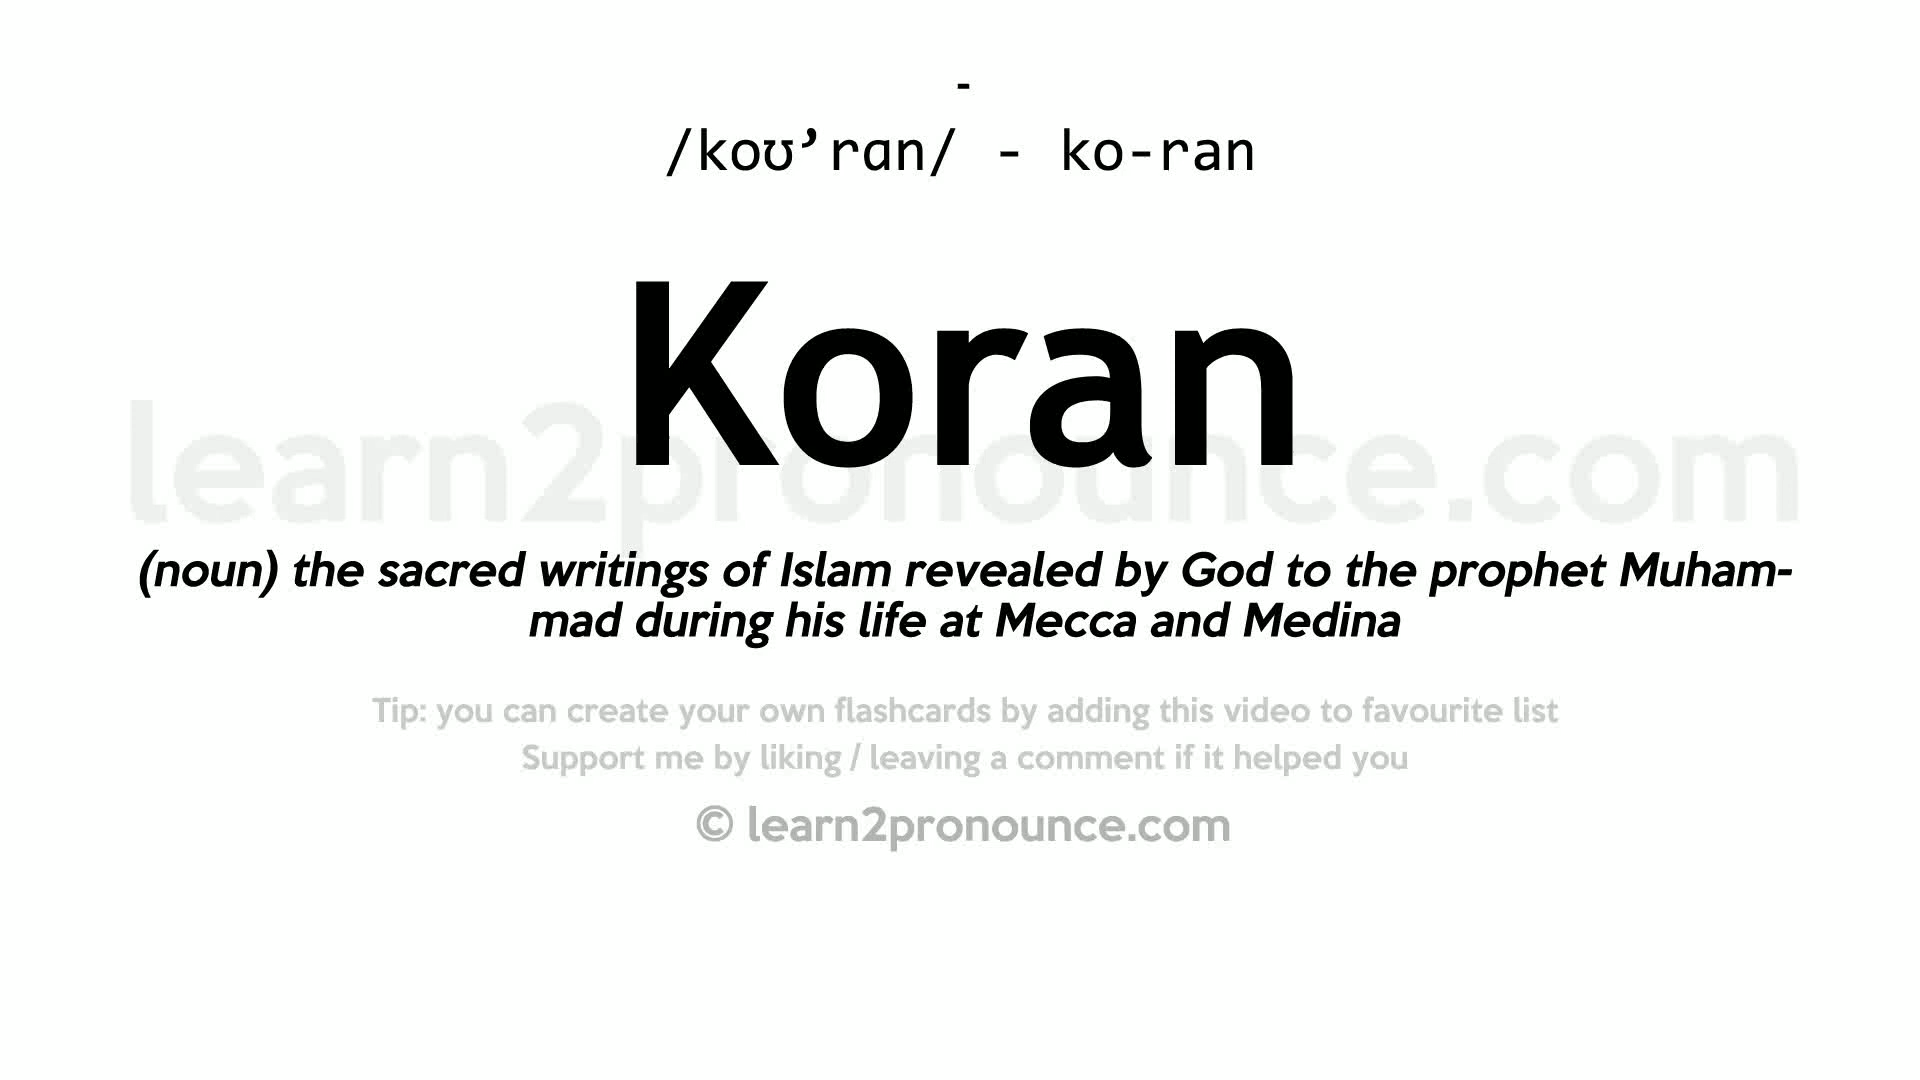 -
/koʊ’rɑn/ - ko-ran
Koran
learn2pronounce.com
(noun) the sacred writings of Islam revealed by God to the prophet Muham-
mad during his life at Mecca and Medina
Tip: you can create your own flashcards by adding this video to favourite list
Support me by liking / leaving a comment if it helped you
© learn2pronounce.com